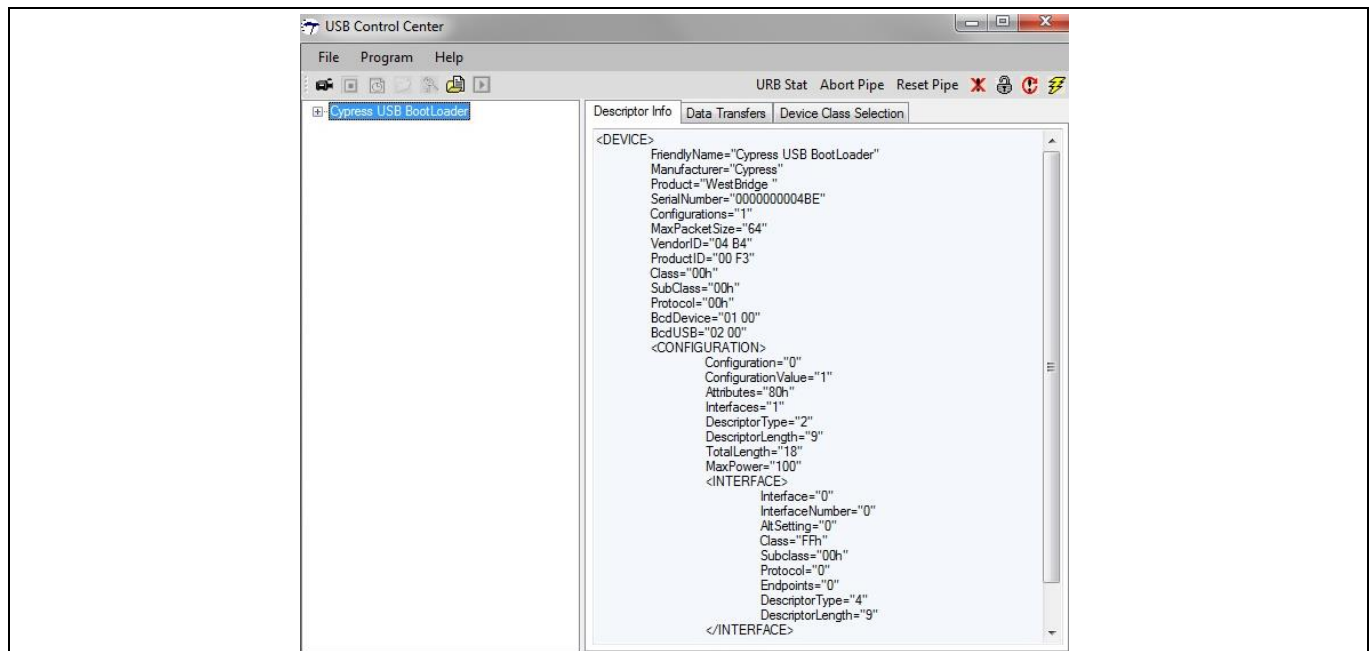 USB Control Center
File Program Help
URB Stat Abort Pipe Reset Pipe
Cypress USB BootLoader
Descriptor Info Data Transfers Device Class Selection
<DEVICE>
FriendlyName="Cypress USB BootLoader"
Manufacturer="Cypress"
Product="WestBridge "
SerialNumber="0000000004BE"
Configurations="1"
MaxPacketSize="64"
VendorID="04 B4"
ProductID="00 F3"
Class="00h"
SubClass="00h"
Protocol="00h"
BcdDevice="01 00"
BcdUSB="02 00"
<CONFIGURATION>
Configuration="0"
ConfigurationValue="1"
Attributes="80h"
Interfaces="1"
DescriptorType="2"
DescriptorLength="9"
TotalLength="18"
MaxPower="100"
<INTERFACE>
Interface="0"
InterfaceNumber="0"
AltSetting="0"
Class="FFh"
Subclass="00h"
Protocol="0"
Endpoints="0"
DescriptorType="4"
DescriptorLength="9"
</INTERFACE>